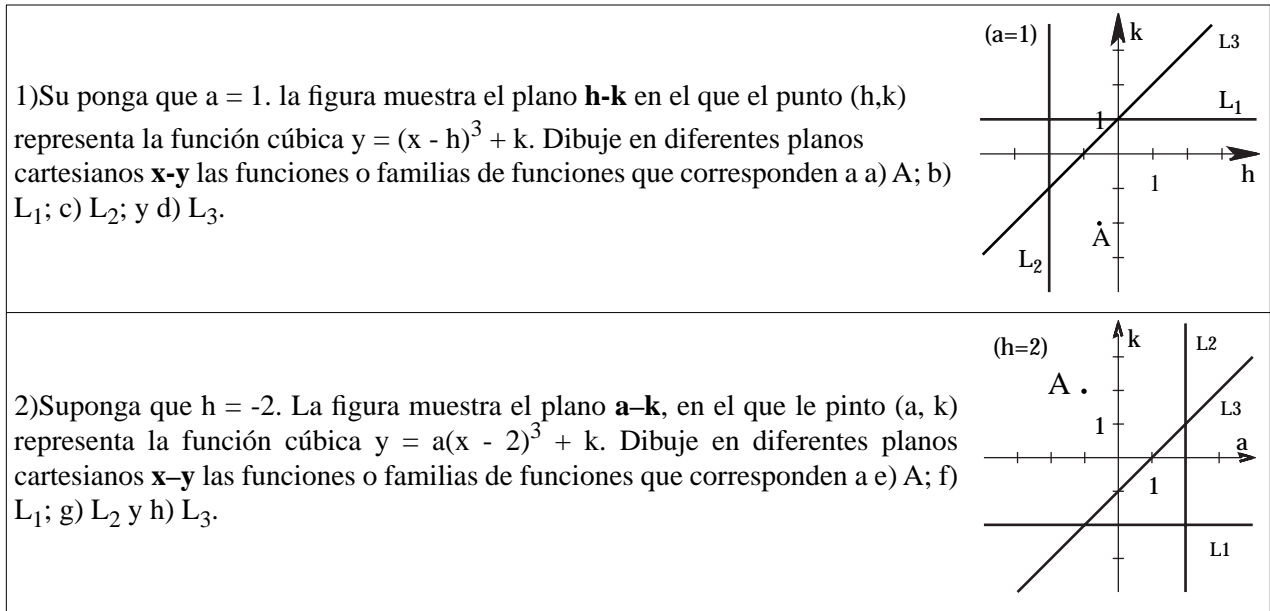 1)Su ponga que a = 1. la figura muestra el plano h-k en el que el punto (h,k)
representa la función cúbica y = (x - h)³ + k. Dibuje en diferentes planos
cartesianos x-y las funciones o familias de funciones que corresponden a a) A; b)
L₁; c) L₂; y d) L₃.
(a=1)
k
L3
L₁
1
h
1
A
L₂
2)Suponga que h = -2. La figura muestra el plano a–k, en el que le pinto (a, k)
representa la función cúbica y = a(x - 2)³ + k. Dibuje en diferentes planos
cartesianos x–y las funciones o familias de funciones que corresponden a e) A; f)
L₁; g) L₂ y h) L₃.
(h=2)
k
L2
A
L3
1
a
1
L1